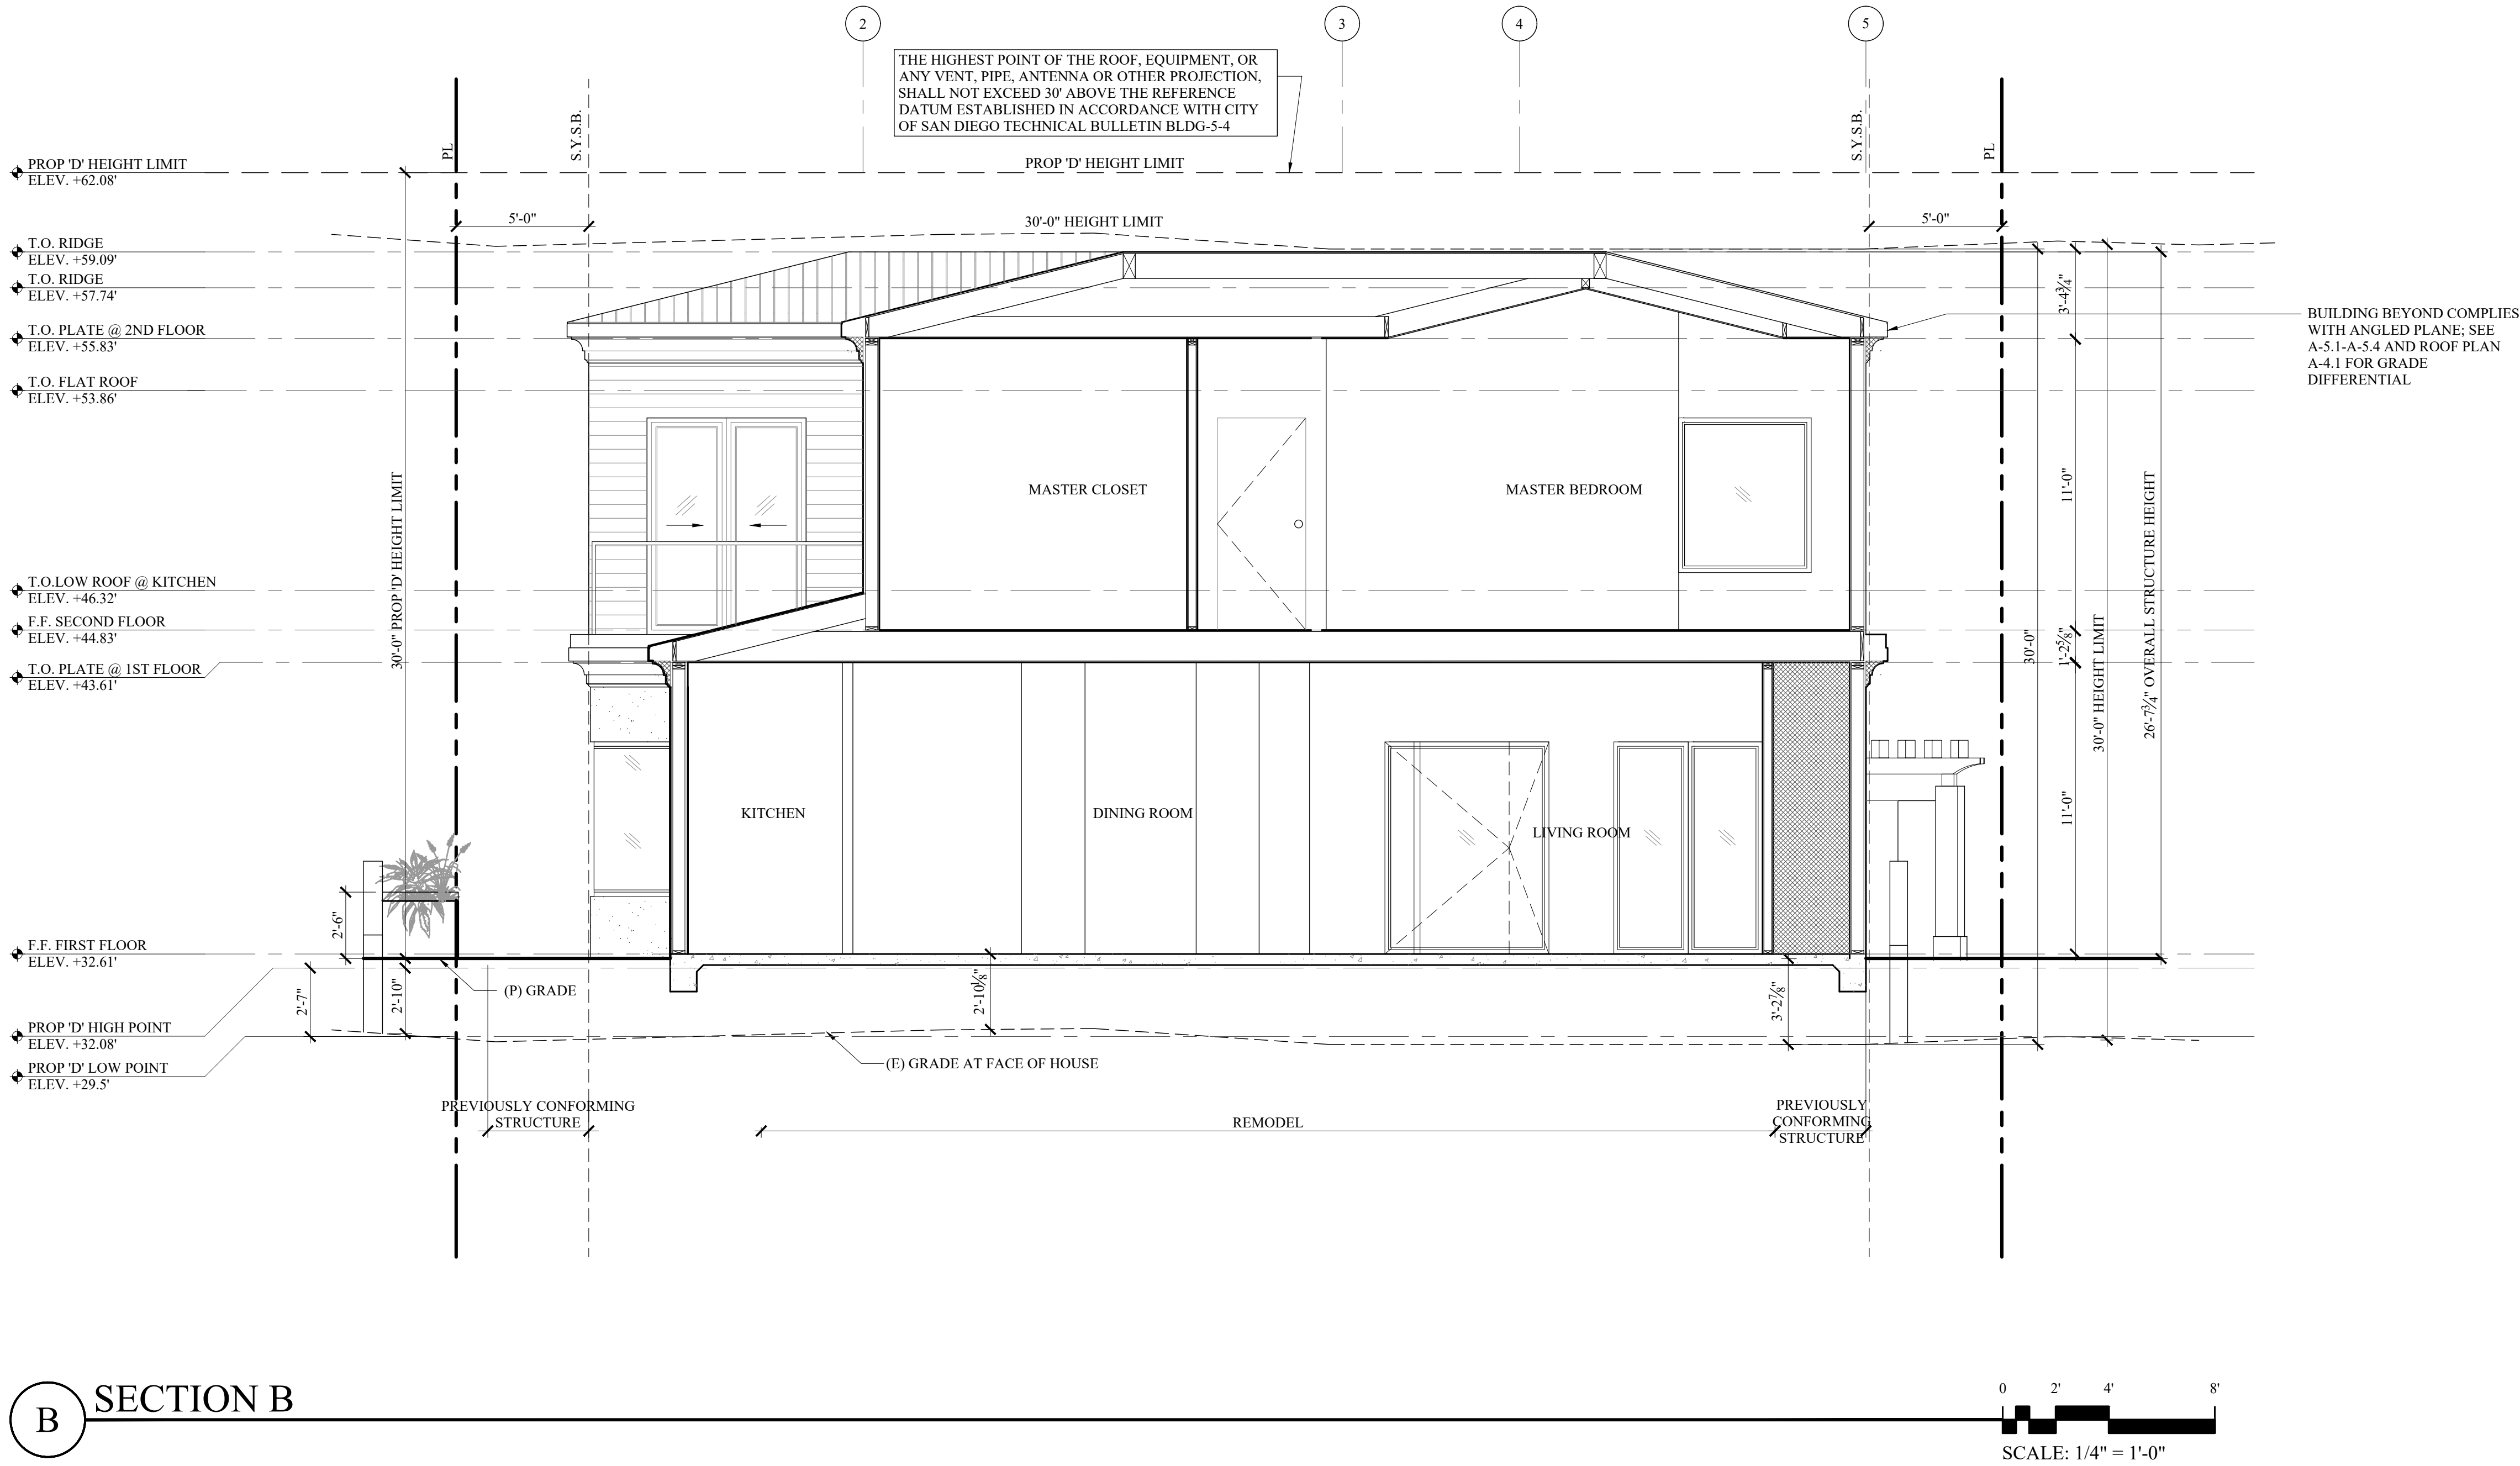 2
3
4
5
THE HIGHEST POINT OF THE ROOF, EQUIPMENT, OR
ANY VENT, PIPE, ANTENNA OR OTHER PROJECTION,
SHALL NOT EXCEED 30' ABOVE THE REFERENCE
DATUM ESTABLISHED IN ACCORDANCE WITH CITY
OF SAN DIEGO TECHNICAL BULLETIN BLDG-5-4
PL
S.Y.S.B.
S.Y.S.B.
PL
PROP 'D' HEIGHT LIMIT
ELEV. +62.08'
PROP 'D' HEIGHT LIMIT
5'-0"
30'-0" HEIGHT LIMIT
5'-0"
T.O. RIDGE
ELEV. +59.09'
T.O. RIDGE
ELEV. +57.74'
T.O. PLATE @ 2ND FLOOR
ELEV. +55.83'
T.O. FLAT ROOF
ELEV. +53.86'
3'-4¾"
BUILDING BEYOND COMPLIES
WITH ANGLED PLANE; SEE
A-5.1-A-5.4 AND ROOF PLAN
A-4.1 FOR GRADE
DIFFERENTIAL
30'-0" PROP 'D' HEIGHT LIMIT
MASTER CLOSET
MASTER BEDROOM
11'-0"
T.O.LOW ROOF @ KITCHEN
ELEV. +46.32'
F.F. SECOND FLOOR
ELEV. +44.83'
T.O. PLATE @ 1ST FLOOR
ELEV. +43.61'
30'-0"
1'-2⅝"
30'-0" HEIGHT LIMIT
26'-7¾" OVERALL STRUCTURE HEIGHT
KITCHEN
DINING ROOM
LIVING ROOM
11'-0"
2'-6"
F.F. FIRST FLOOR
ELEV. +32.61'
2'-7"
2'-10"
(P) GRADE
2'-10⅛"
3'-2⅞"
PROP 'D' HIGH POINT
ELEV. +32.08'
PROP 'D' LOW POINT
ELEV. +29.5'
(E) GRADE AT FACE OF HOUSE
PREVIOUSLY CONFORMING
STRUCTURE
REMODEL
PREVIOUSLY
CONFORMING
STRUCTURE
B
SECTION B
0 2' 4' 8'
SCALE: 1/4" = 1'-0"